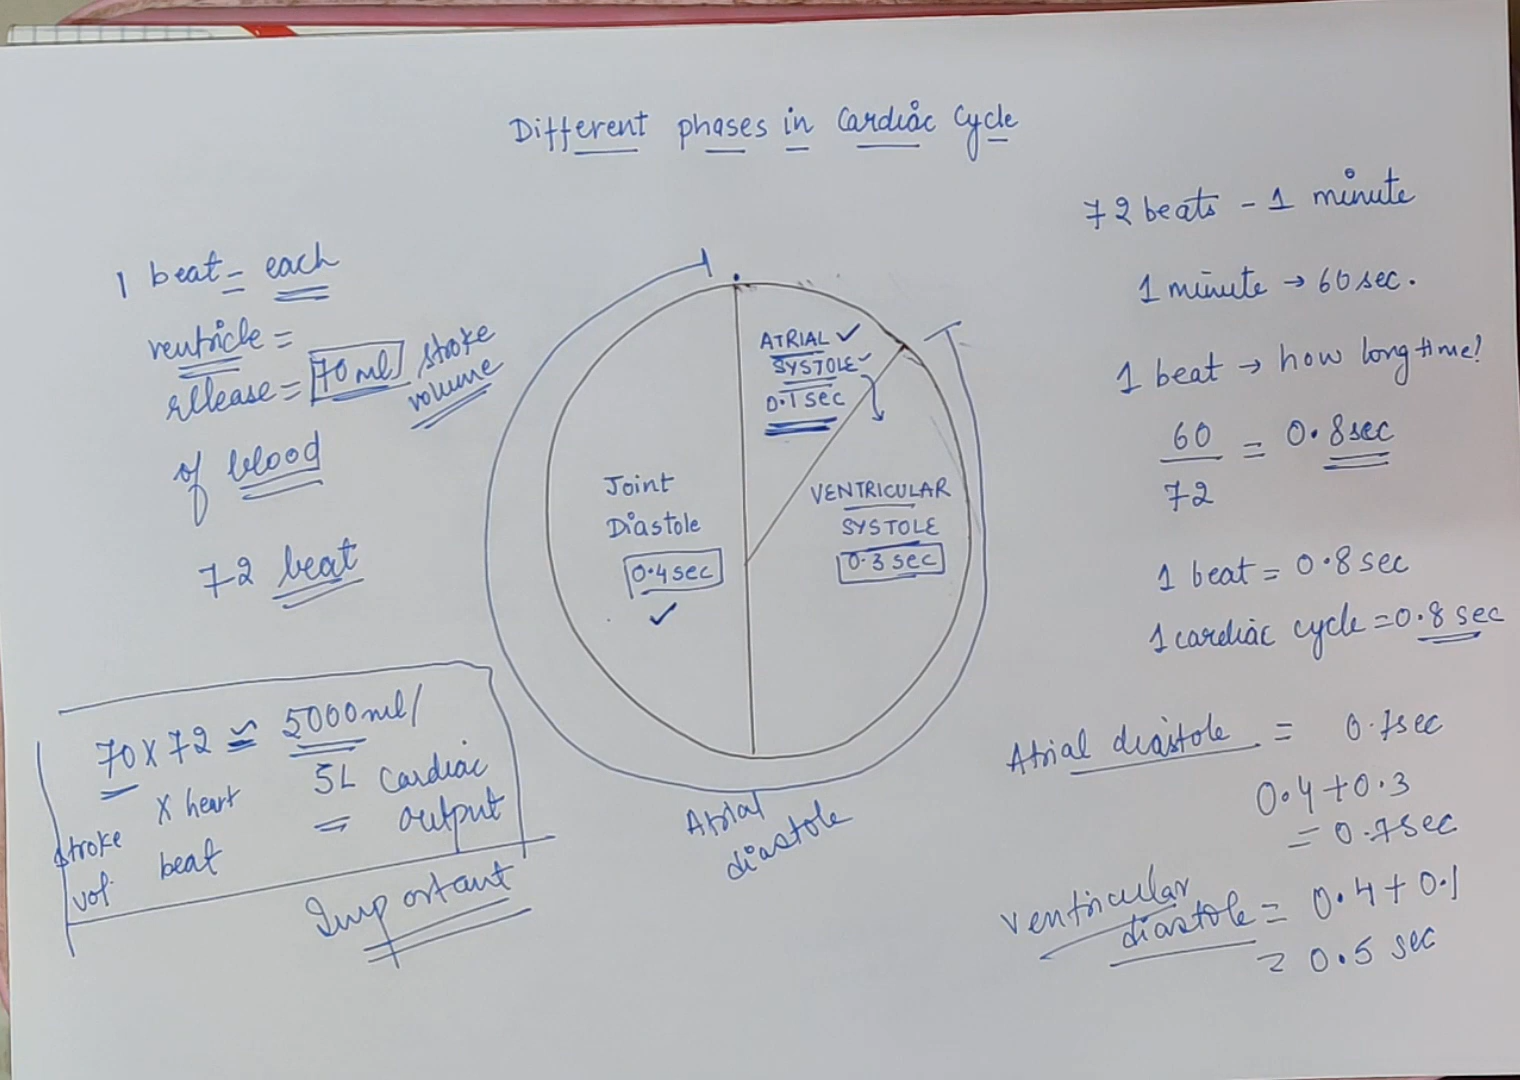 Different phases in Cardiac Cycle
1 beat = each
ventricle =
release = 70 ml stroke
volume
of blood
72 beat
70 x 72 ≃ 5000 ml/
stroke x heart 5L cardiac
vol. beat = output
Important
ATRIAL
SYSTOLE
0.1 sec
Joint
Diastole
0.4 sec
VENTRICULAR
SYSTOLE
0.3 sec
Atrial
diastole
72 beats - 1 minute
1 minute → 60 sec.
1 beat → how long time?
60 = 0.8 sec
72
1 beat = 0.8 sec
1 cardiac cycle = 0.8 sec
Atrial diastole = 0.7 sec
0.4 + 0.3
= 0.7 sec
ventricular
diastole = 0.4 + 0.1
= 0.5 sec